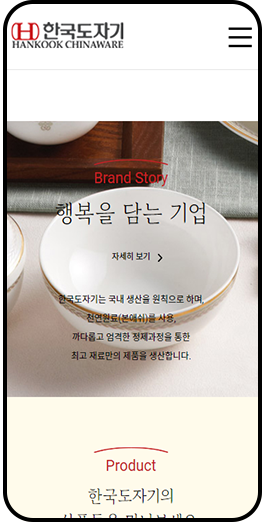 한국도자기
HANKOOK CHINAWARE
Brand Story
행복을 담는 기업
자세히 보기
한국도자기는 국내 생산을 원칙으로 하며,
천연원료(본애쉬)를 사용,
까다롭고 엄격한 정제과정을 통한
최고 재료만의 제품을 생산합니다.
Product
한국도자기의